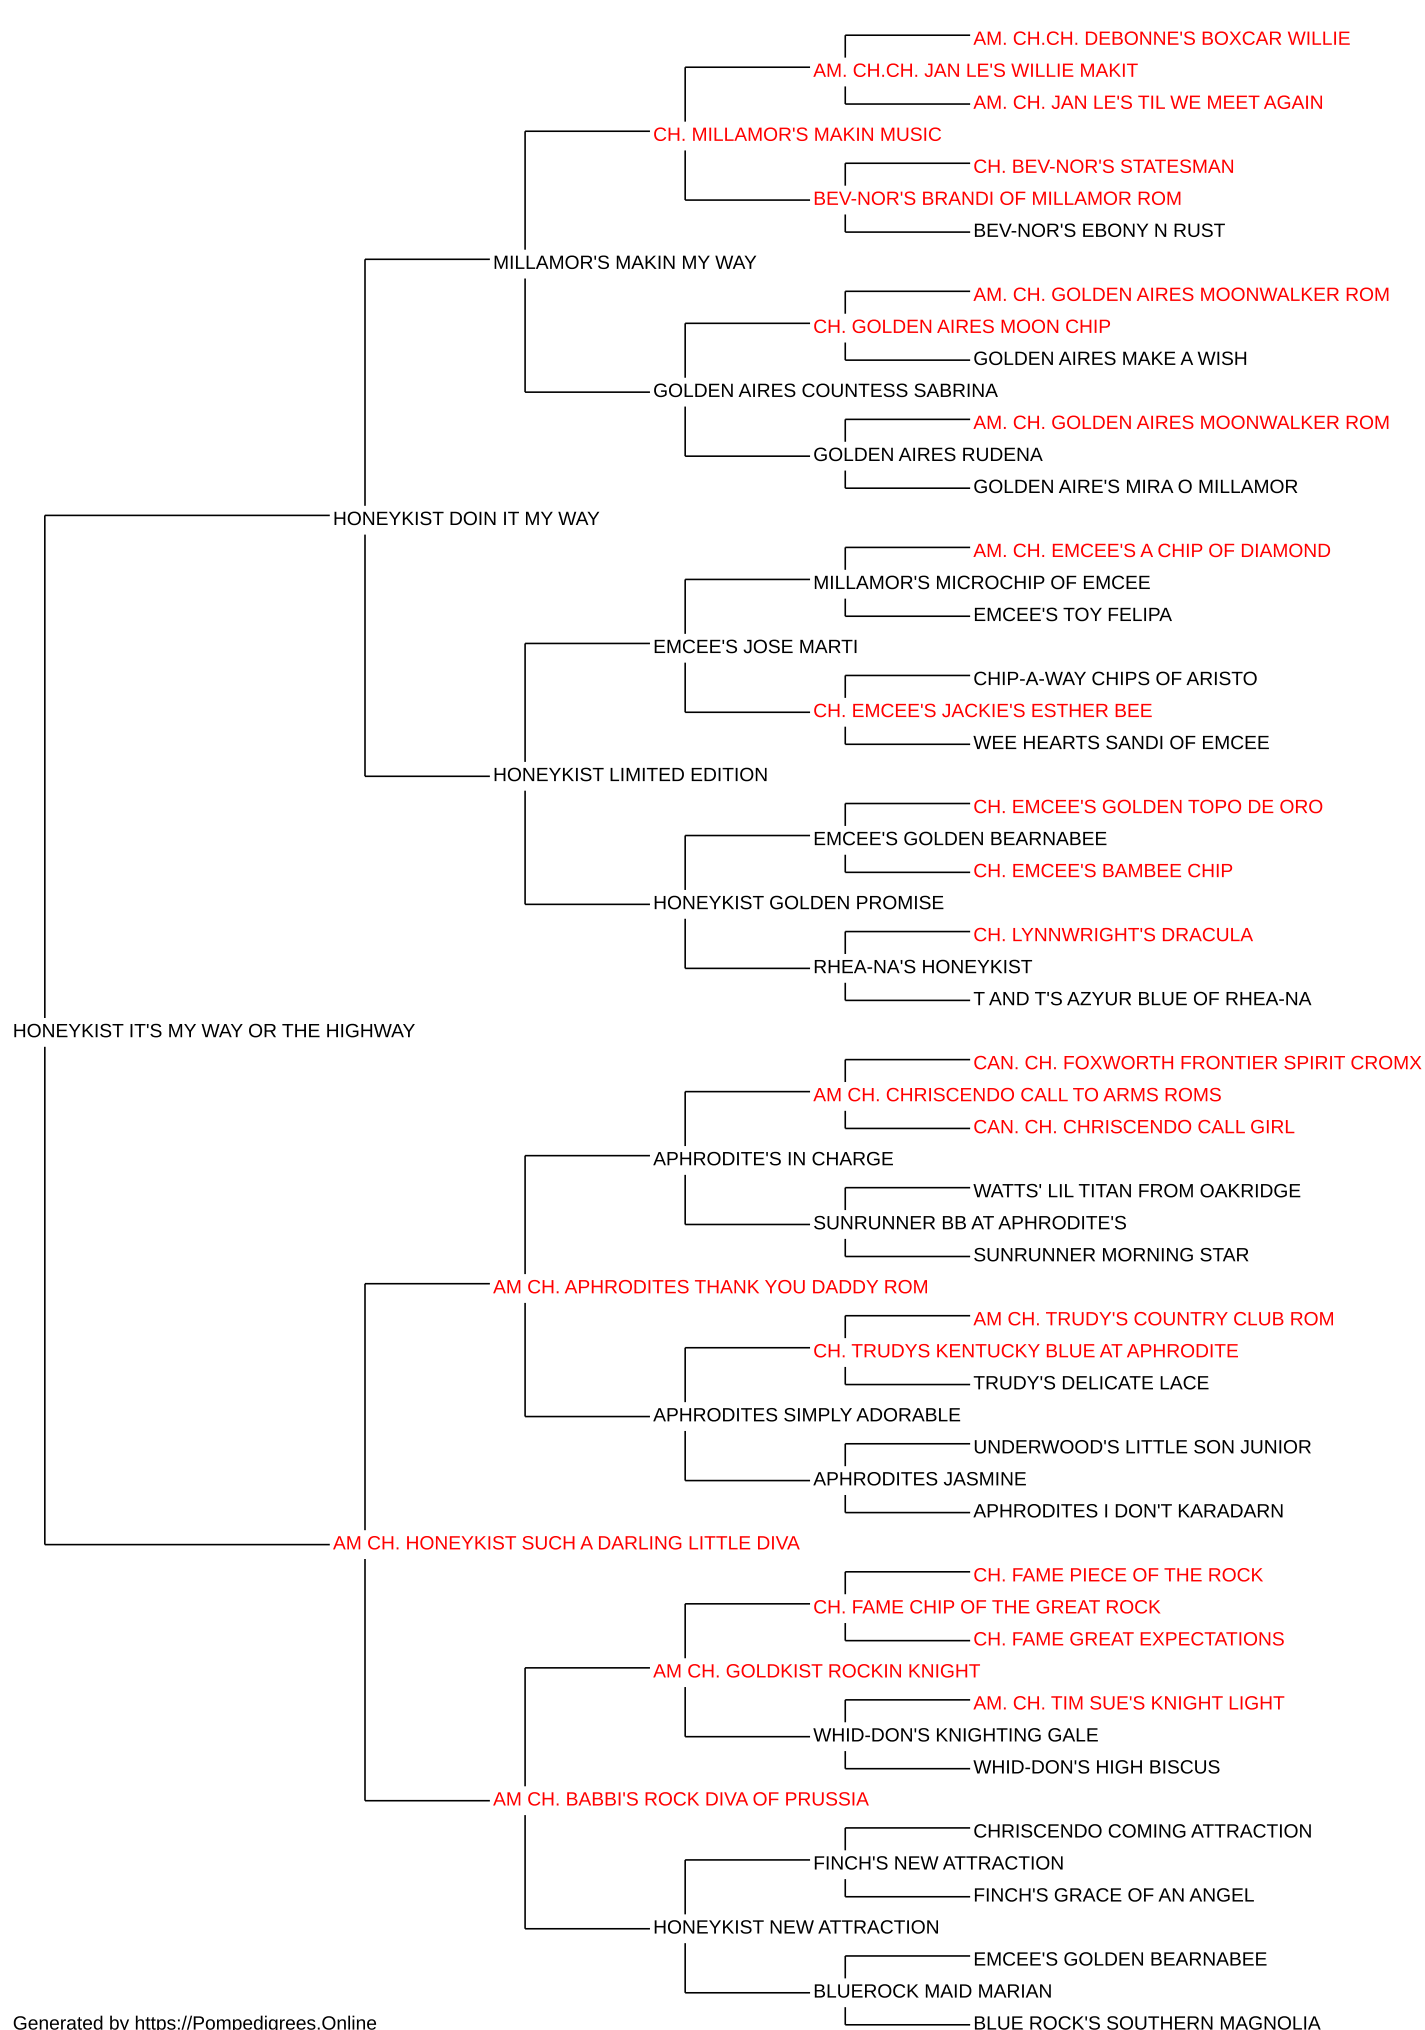 AM. CH.CH. DEBONNE'S BOXCAR WILLIE
AM. CH.CH. JAN LE'S WILLIE MAKIT
AM. CH. JAN LE'S TIL WE MEET AGAIN
CH. MILLAMOR'S MAKIN MUSIC
CH. BEV-NOR'S STATESMAN
BEV-NOR'S BRANDI OF MILLAMOR ROM
BEV-NOR'S EBONY N RUST
MILLAMOR'S MAKIN MY WAY
AM. CH. GOLDEN AIRES MOONWALKER ROM
CH. GOLDEN AIRES MOON CHIP
GOLDEN AIRES MAKE A WISH
GOLDEN AIRES COUNTESS SABRINA
AM. CH. GOLDEN AIRES MOONWALKER ROM
GOLDEN AIRES RUDENA
GOLDEN AIRE'S MIRA O MILLAMOR
HONEYKIST DOIN IT MY WAY
AM. CH. EMCEE'S A CHIP OF DIAMOND
MILLAMOR'S MICROCHIP OF EMCEE
EMCEE'S TOY FELIPA
EMCEE'S JOSE MARTI
CHIP-A-WAY CHIPS OF ARISTO
CH. EMCEE'S JACKIE'S ESTHER BEE
WEE HEARTS SANDI OF EMCEE
HONEYKIST LIMITED EDITION
CH. EMCEE'S GOLDEN TOPO DE ORO
EMCEE'S GOLDEN BEARNABEE
CH. EMCEE'S BAMBEE CHIP
HONEYKIST GOLDEN PROMISE
CH. LYNNWRIGHT'S DRACULA
RHEA-NA'S HONEYKIST
T AND T'S AZYUR BLUE OF RHEA-NA
HONEYKIST IT'S MY WAY OR THE HIGHWAY
CAN. CH. FOXWORTH FRONTIER SPIRIT CROMX
AM CH. CHRISCENDO CALL TO ARMS ROMS
CAN. CH. CHRISCENDO CALL GIRL
APHRODITE'S IN CHARGE
WATTS' LIL TITAN FROM OAKRIDGE
SUNRUNNER BB AT APHRODITE'S
SUNRUNNER MORNING STAR
AM CH. APHRODITES THANK YOU DADDY ROM
AM CH. TRUDY'S COUNTRY CLUB ROM
CH. TRUDYS KENTUCKY BLUE AT APHRODITE
TRUDY'S DELICATE LACE
APHRODITES SIMPLY ADORABLE
UNDERWOOD'S LITTLE SON JUNIOR
APHRODITES JASMINE
APHRODITES I DON'T KARADARN
AM CH. HONEYKIST SUCH A DARLING LITTLE DIVA
CH. FAME PIECE OF THE ROCK
CH. FAME CHIP OF THE GREAT ROCK
CH. FAME GREAT EXPECTATIONS
AM CH. GOLDKIST ROCKIN KNIGHT
AM. CH. TIM SUE'S KNIGHT LIGHT
WHID-DON'S KNIGHTING GALE
WHID-DON'S HIGH BISCUS
AM CH. BABBI'S ROCK DIVA OF PRUSSIA
CHRISCENDO COMING ATTRACTION
FINCH'S NEW ATTRACTION
FINCH'S GRACE OF AN ANGEL
HONEYKIST NEW ATTRACTION
EMCEE'S GOLDEN BEARNABEE
BLUEROCK MAID MARIAN
BLUE ROCK'S SOUTHERN MAGNOLIA
Generated by https://Pompedigrees.Online